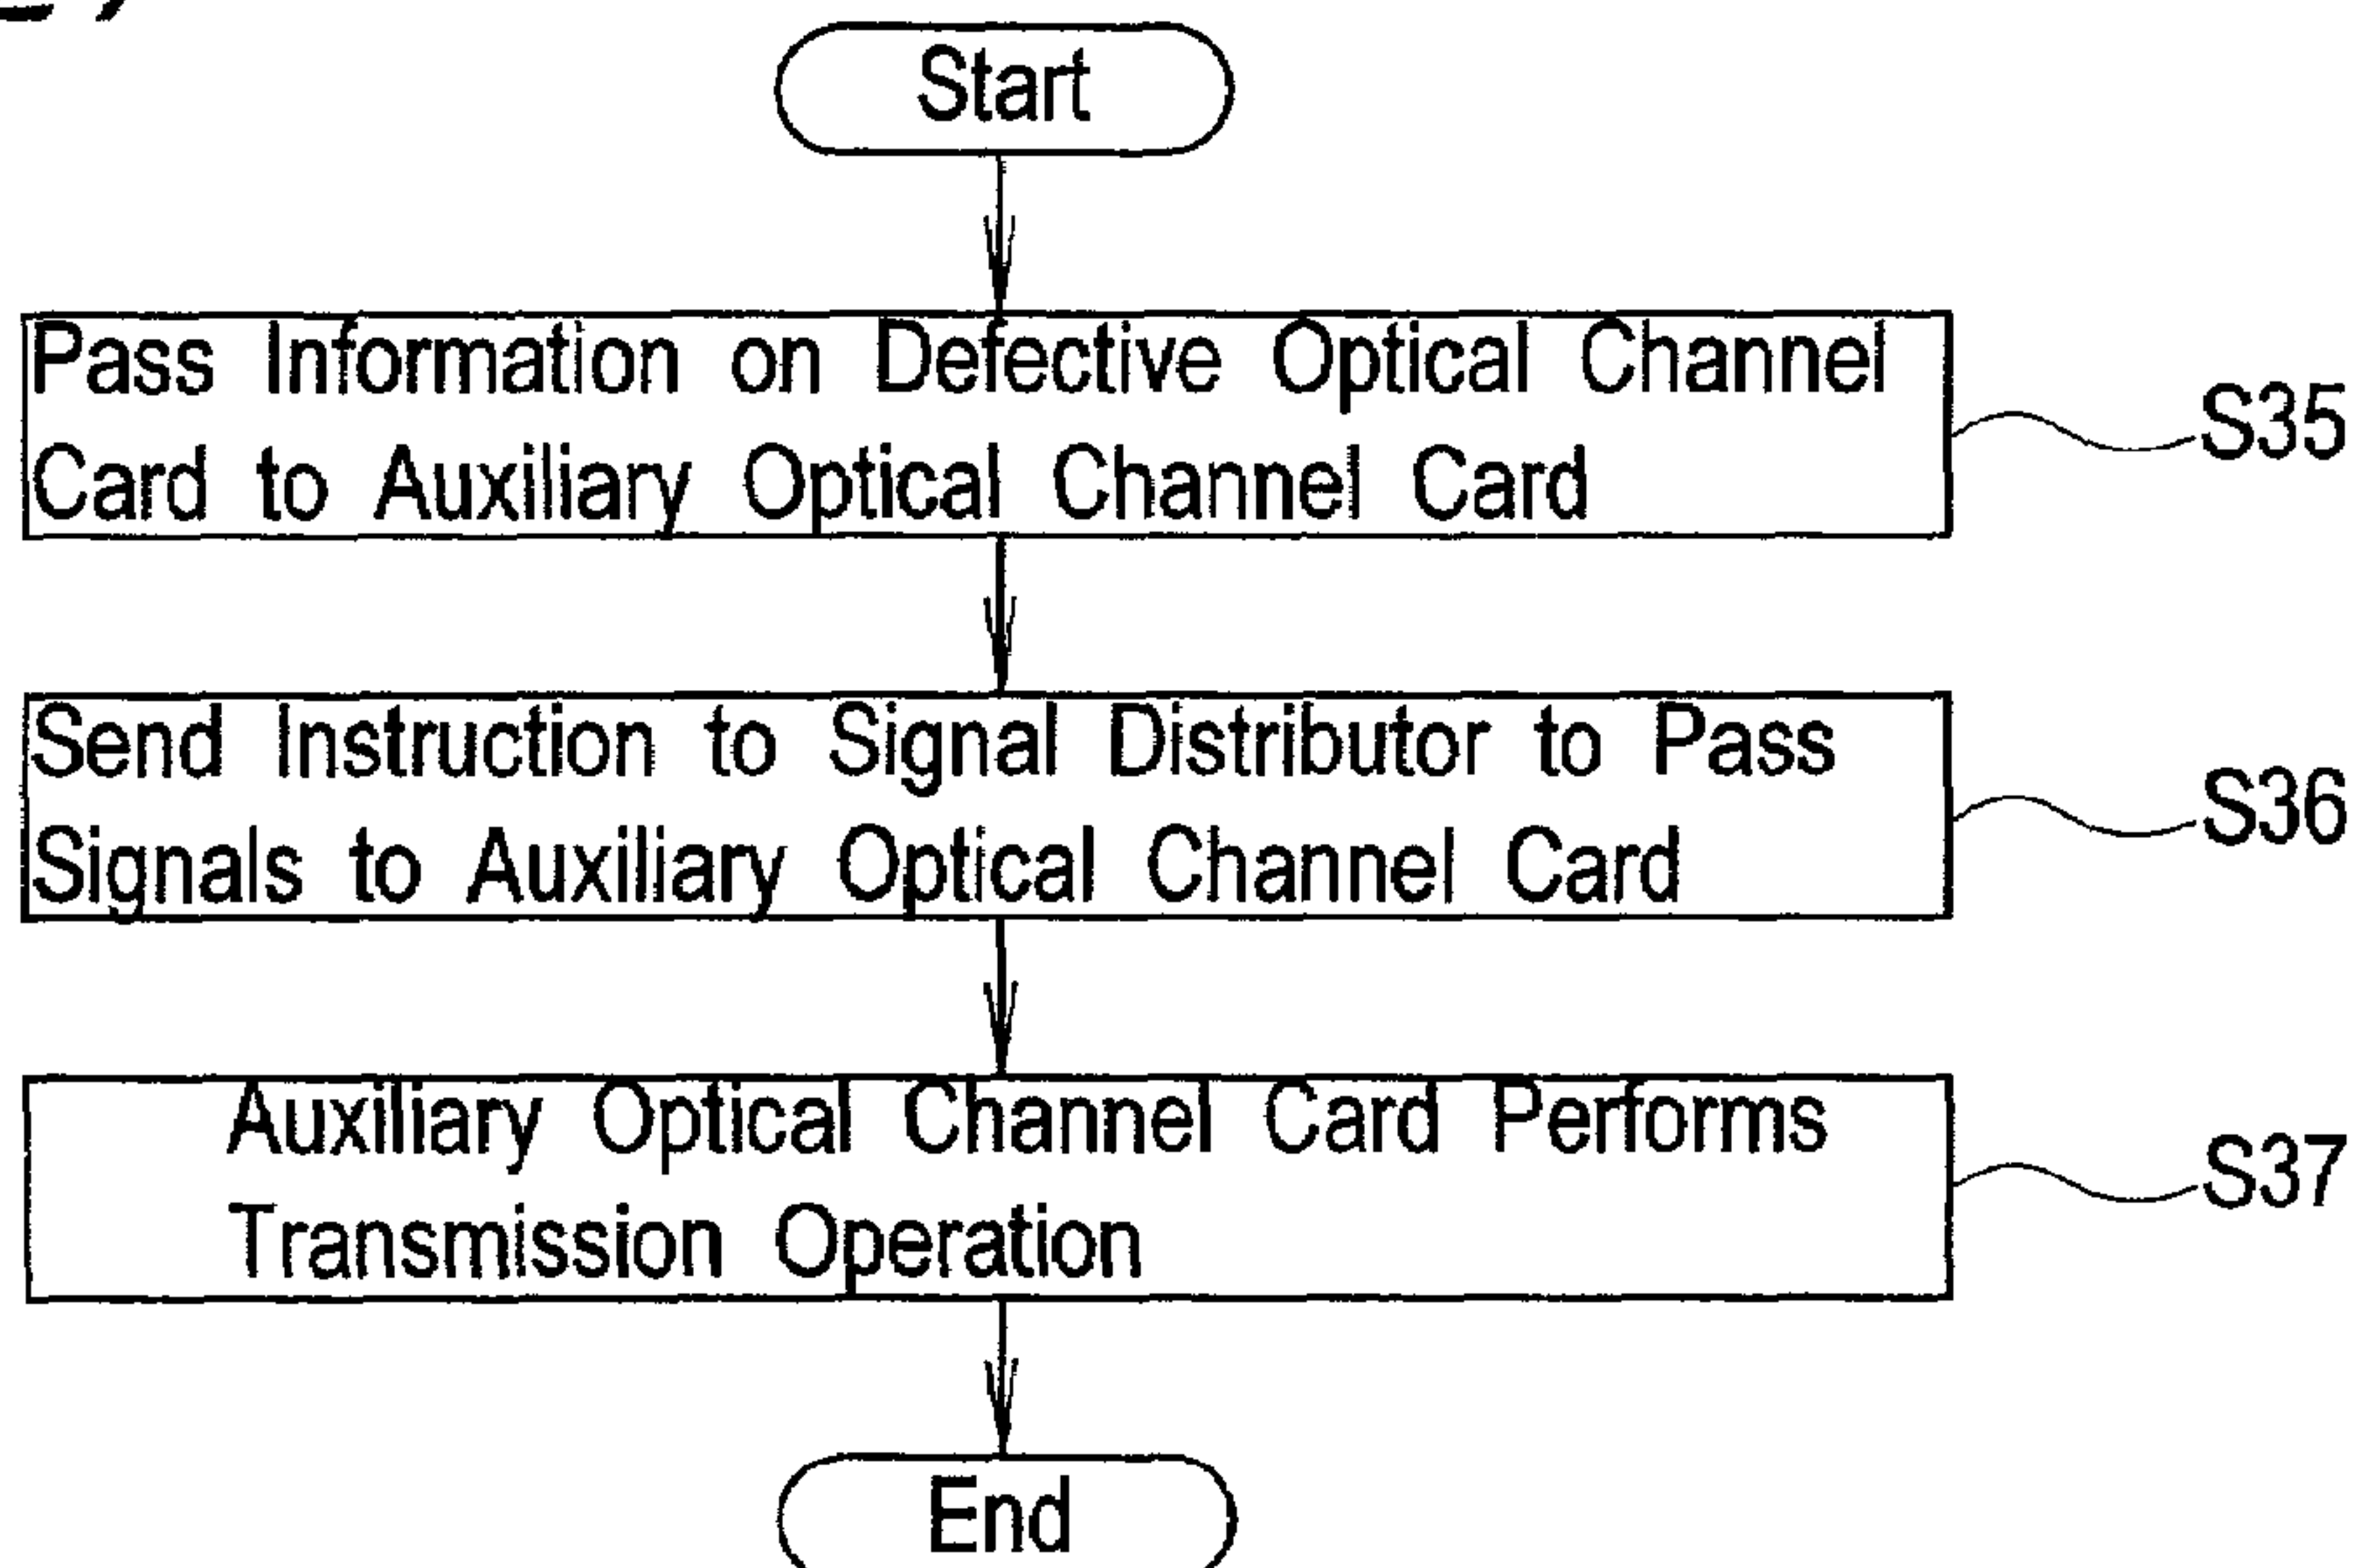 Start
Pass Information on Defective Optical Channel
Card to Auxiliary Optical Channel Card
S35
Send Instruction to Signal Distributor to Pass
Signals to Auxiliary Optical Channel Card
S36
Auxiliary Optical Channel Card Performs
Transmission Operation
S37
End